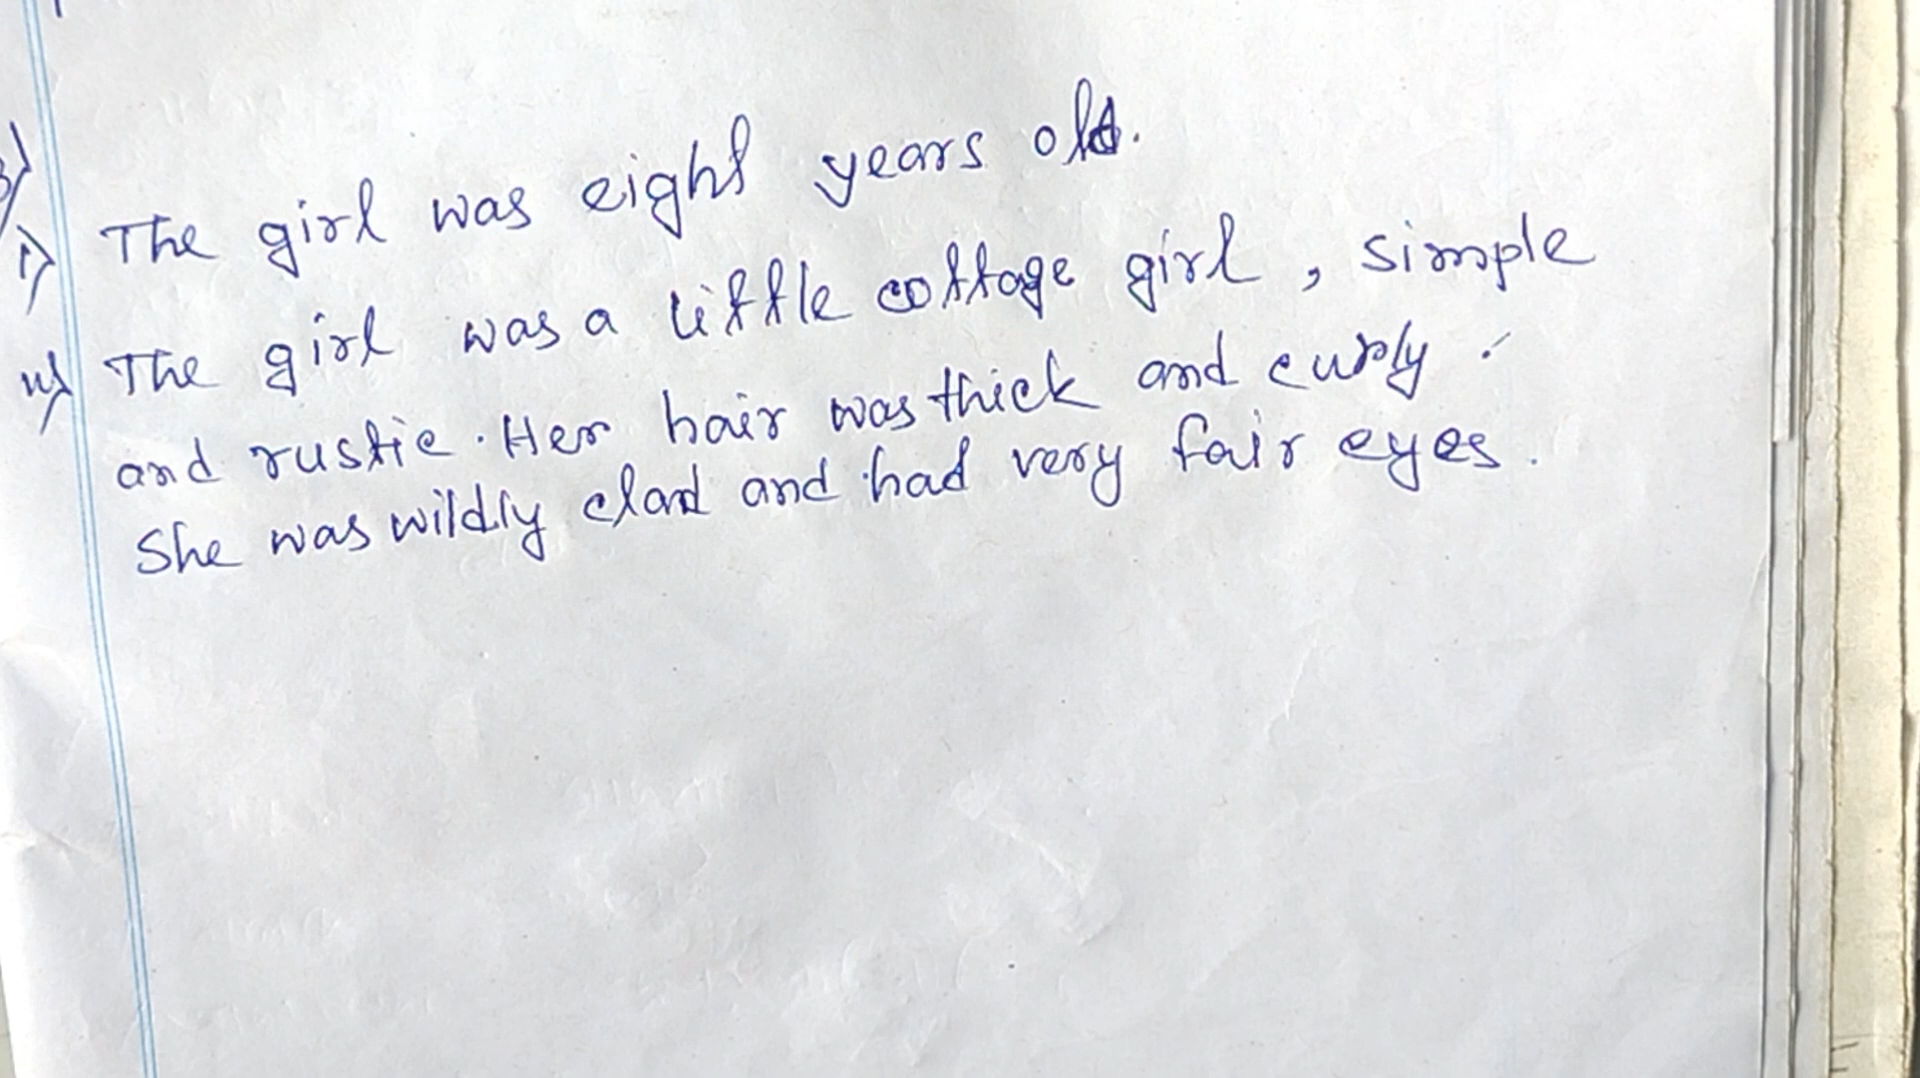 i) The girl was eight years old.
ii) The girl was a little cottage girl, simple
and rustic. Her hair was thick and curly.
She was wildly clad and had very fair eyes.